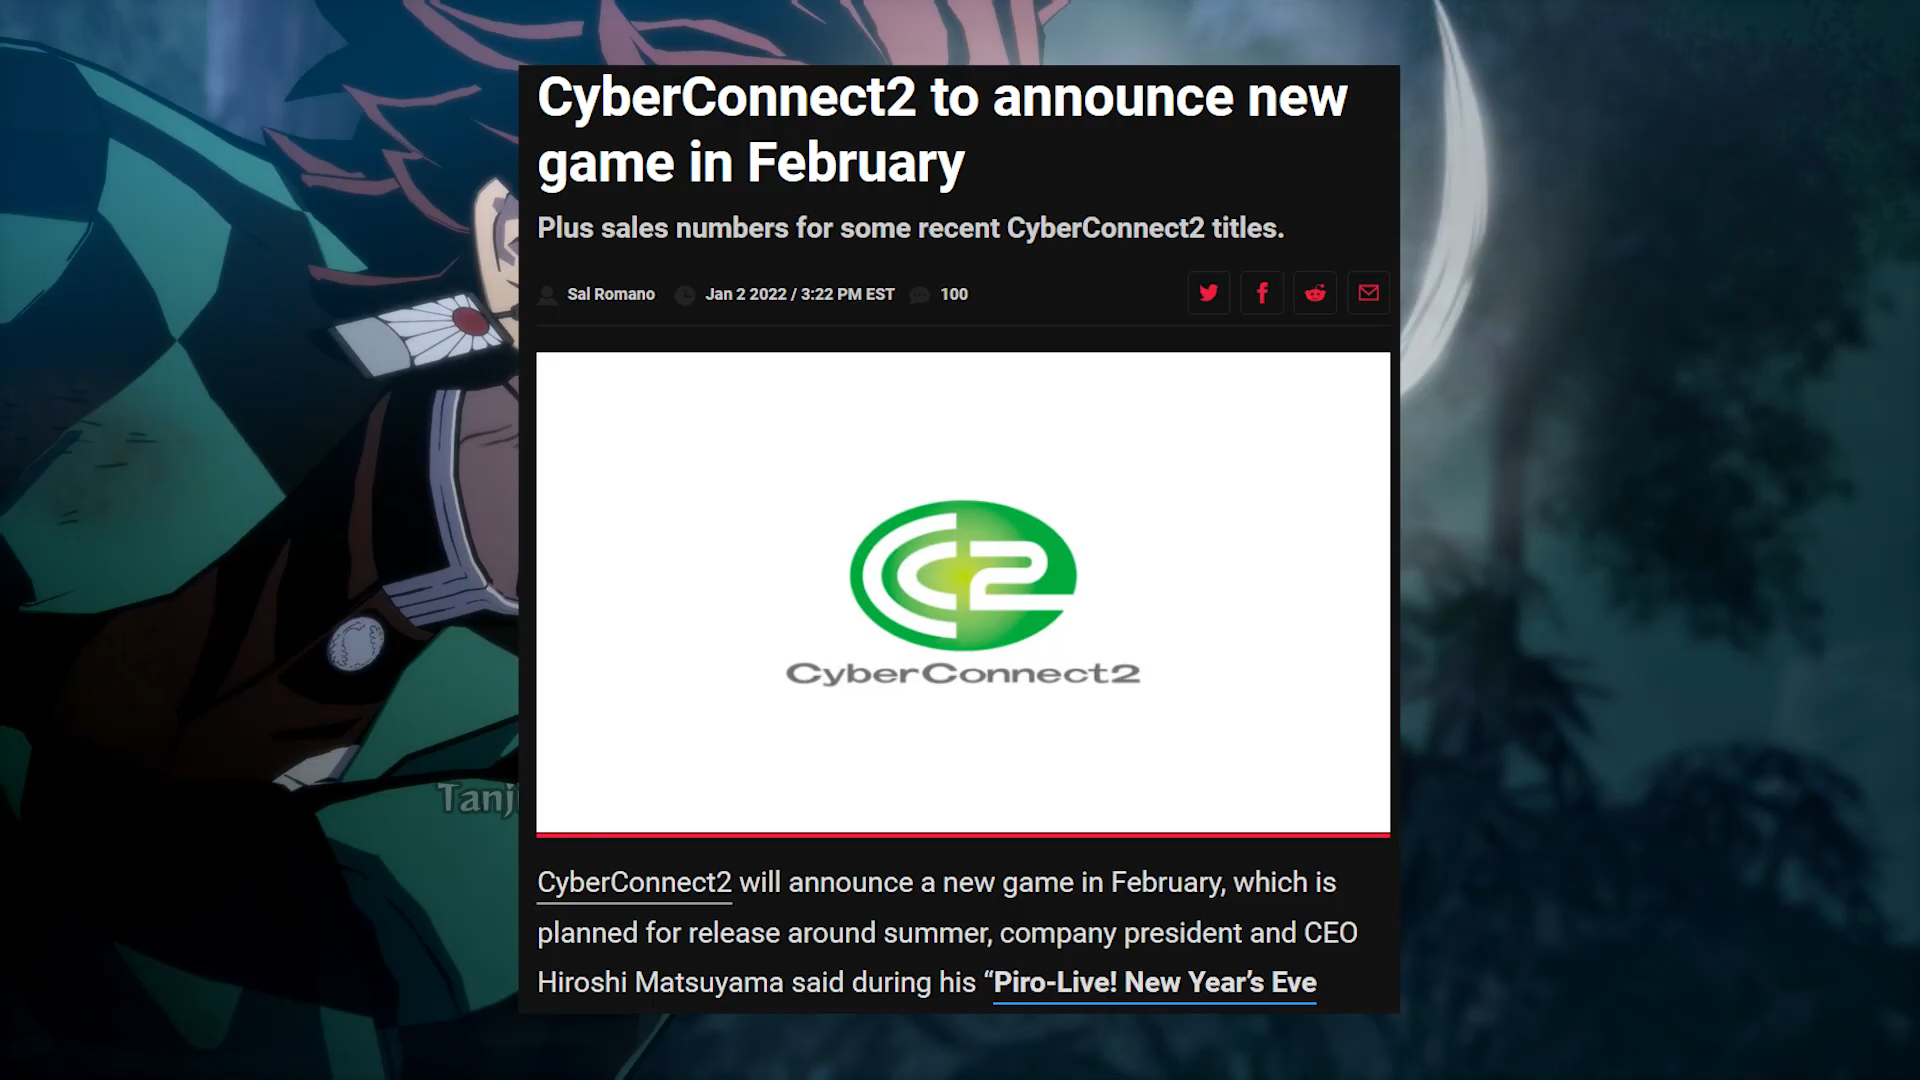 CyberConnect2 to announce new
game in February
Plus sales numbers for some recent CyberConnect2 titles.
Sal Romano Jan 2 2022 / 3:22 PM EST 100
CC2
CyberConnect2
Tanj
CyberConnect2 will announce a new game in February, which is
planned for release around summer, company president and CEO
Hiroshi Matsuyama said during his “Piro-Live! New Year’s Eve